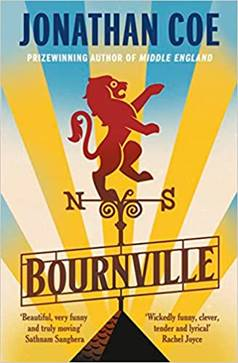 JONATHAN COE
PRIZEWINNING AUTHOR OF MIDDLE ENGLAND
N S
BOURNVILLE
‘Beautiful, very funny
and truly moving’
Sathnam Sanghera
‘Wickedly funny, clever,
tender and lyrical’
Rachel Joyce